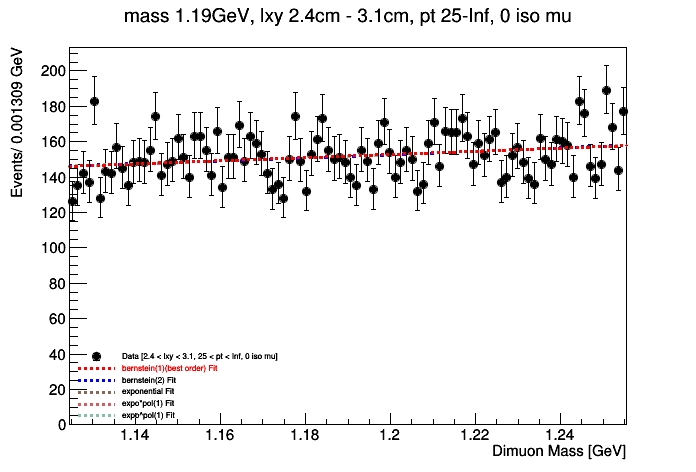 mass 1.19GeV, lxy 2.4cm - 3.1cm, pt 25-Inf, 0 iso mu
Events/ 0.001309 GeV
200
180
160
140
120
100
80
60
40
20
0
Data [2.4 < lxy < 3.1, 25 < pt < Inf, 0 iso mu]
bernstein(1)(best order) Fit
bernstein(2) Fit
exponential Fit
expo*pol(1) Fit
expp^pol(1) Fit
1.14 1.16 1.18 1.2 1.22 1.24
Dimuon Mass [GeV]